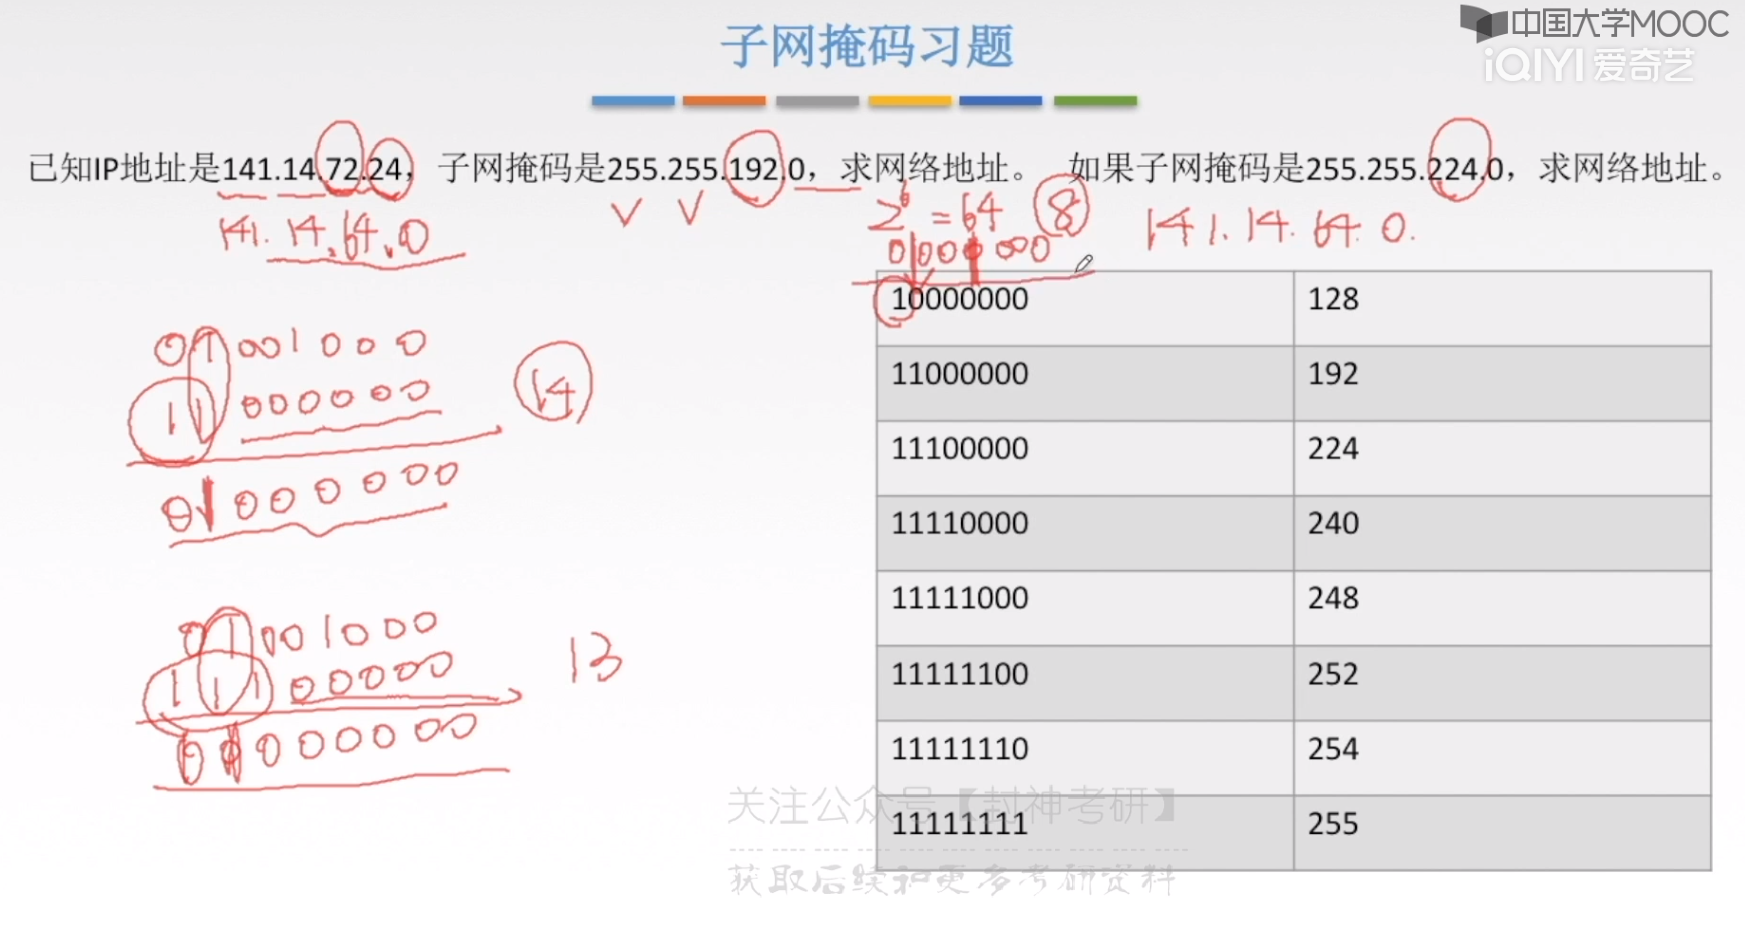 中国大学MOOC
iQIYI 爱奇艺
子网掩码习题
已知IP地址是141.14.72.24，子网掩码是255.255.192.0，求网络地址。 如果子网掩码是255.255.224.0，求网络地址。
141.14.64.0
2⁶ = 64 8
141.14.64.0.
01000000
10000000 128
11000000 192
11100000 224
11110000 240
11111000 248
11111100 252
11111110 254
11111111 255
01001000
11000000
14
01000000
01001000
11100000
13
关注公众号【封神考研】
获取后续和更多考研资料